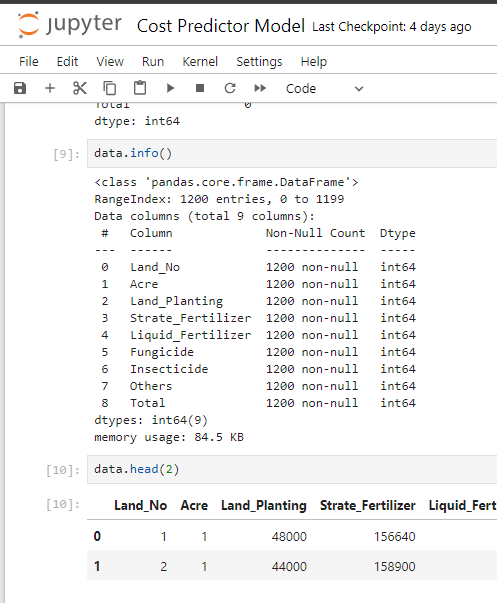 jupyter Cost Predictor Model Last Checkpoint: 4 days ago
File Edit View Run Kernel Settings Help
Code
Total 0
dtype: int64
[9]: data.info()
<class 'pandas.core.frame.DataFrame'>
RangeIndex: 1200 entries, 0 to 1199
Data columns (total 9 columns):
# Column Non-Null Count Dtype
--- ------ -------------- -----
0 Land_No 1200 non-null int64
1 Acre 1200 non-null int64
2 Land_Planting 1200 non-null int64
3 Strate_Fertilizer 1200 non-null int64
4 Liquid_Fertilizer 1200 non-null int64
5 Fungicide 1200 non-null int64
6 Insecticide 1200 non-null int64
7 Others 1200 non-null int64
8 Total 1200 non-null int64
dtypes: int64(9)
memory usage: 84.5 KB
[10]: data.head(2)
[10]: Land_No Acre Land_Planting Strate_Fertilizer Liquid_Fert
0 1 1 48000 156640
1 2 1 44000 158900